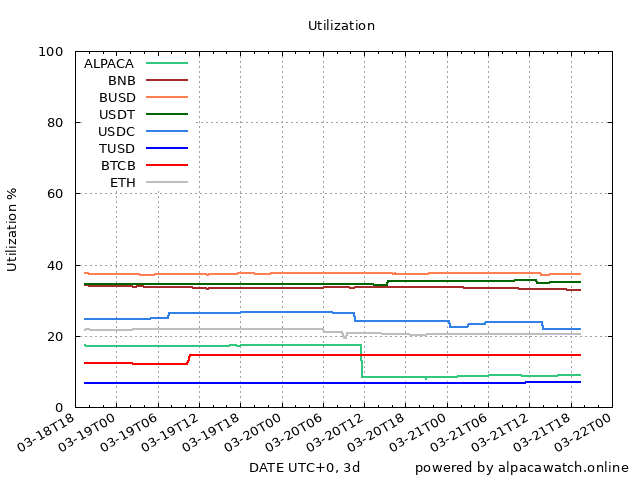 Utilization
100
80
60
40
20
0
Utilization %
ALPACA
BNB
BUSD
USDT
USDC
TUSD
BTCB
ETH
03-18T18
03-19T00
03-19T06
03-19T12
03-19T18
03-20T00
03-20T06
03-20T12
03-20T18
03-21T00
03-21T06
03-21T12
03-21T18
03-22T00
DATE UTC+0, 3d
powered by alpacawatch.online